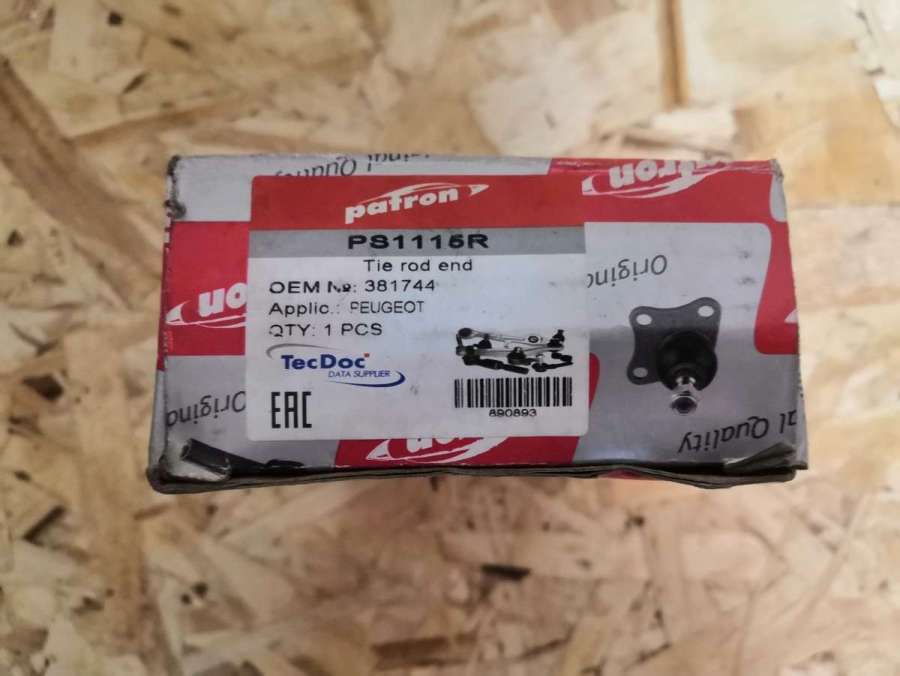 patron
PS1115R
Tie rod end
OEM №: 381744
Applic.: PEUGEOT
QTY: 1 PCS
TecDoc
DATA SUPPLIER
EAC
890893
Original
Quality